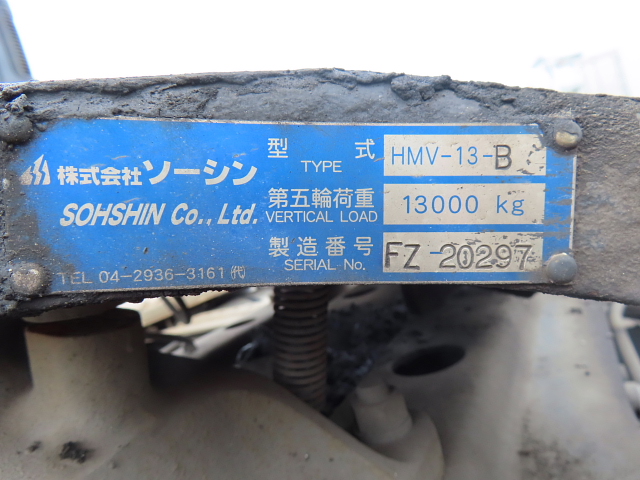 型式 HMV-13-B
TYPE
株式会社ソーシン
第五輪荷重 13000 kg
SOHSHIN Co., Ltd. VERTICAL LOAD
製造番号 FZ 20297
SERIAL No.
TEL 04-2936-3161(代)